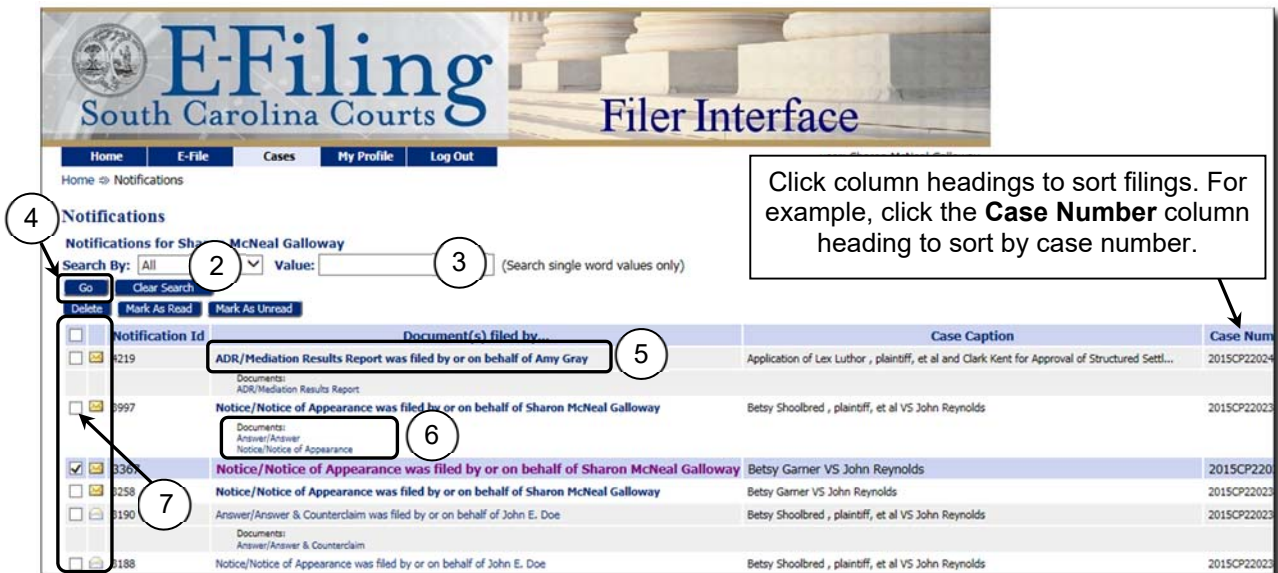 E-Filing
South Carolina Courts
Filer Interface
Home E-File Cases My Profile Log Out
Home ⇨ Notifications
Click column headings to sort filings. For
example, click the Case Number column
heading to sort by case number.
4
Notifications
Notifications for Sharon McNeal Galloway
Search By: All 2 Value: 3 (Search single word values only)
Go Clear Search
Delete Mark As Read Mark As Unread
Notification Id Document(s) filed by... Case Caption Case Num
4219 ADR/Mediation Results Report was filed by or on behalf of Amy Gray 5 Application of Lex Luthor , plaintiff, et al and Clark Kent for Approval of Structured Settl... 2015CP22024
Documents:
ADR/Mediation Results Report
3997 Notice/Notice of Appearance was filed by or on behalf of Sharon McNeal Galloway Betsy Shoolbred , plaintiff, et al VS John Reynolds 2015CP22023
Documents:
Answer/Answer
Notice/Notice of Appearance
6
3367 Notice/Notice of Appearance was filed by or on behalf of Sharon McNeal Galloway Betsy Garner VS John Reynolds 2015CP220
3258 Notice/Notice of Appearance was filed by or on behalf of Sharon McNeal Galloway Betsy Garner VS John Reynolds 2015CP22023
7
3190 Answer/Answer & Counterclaim was filed by or on behalf of John E. Doe Betsy Shoolbred , plaintiff, et al VS John Reynolds 2015CP22023
Documents:
Answer/Answer & Counterclaim
3188 Notice/Notice of Appearance was filed by or on behalf of John E. Doe Betsy Shoolbred , plaintiff, et al VS John Reynolds 2015CP22023